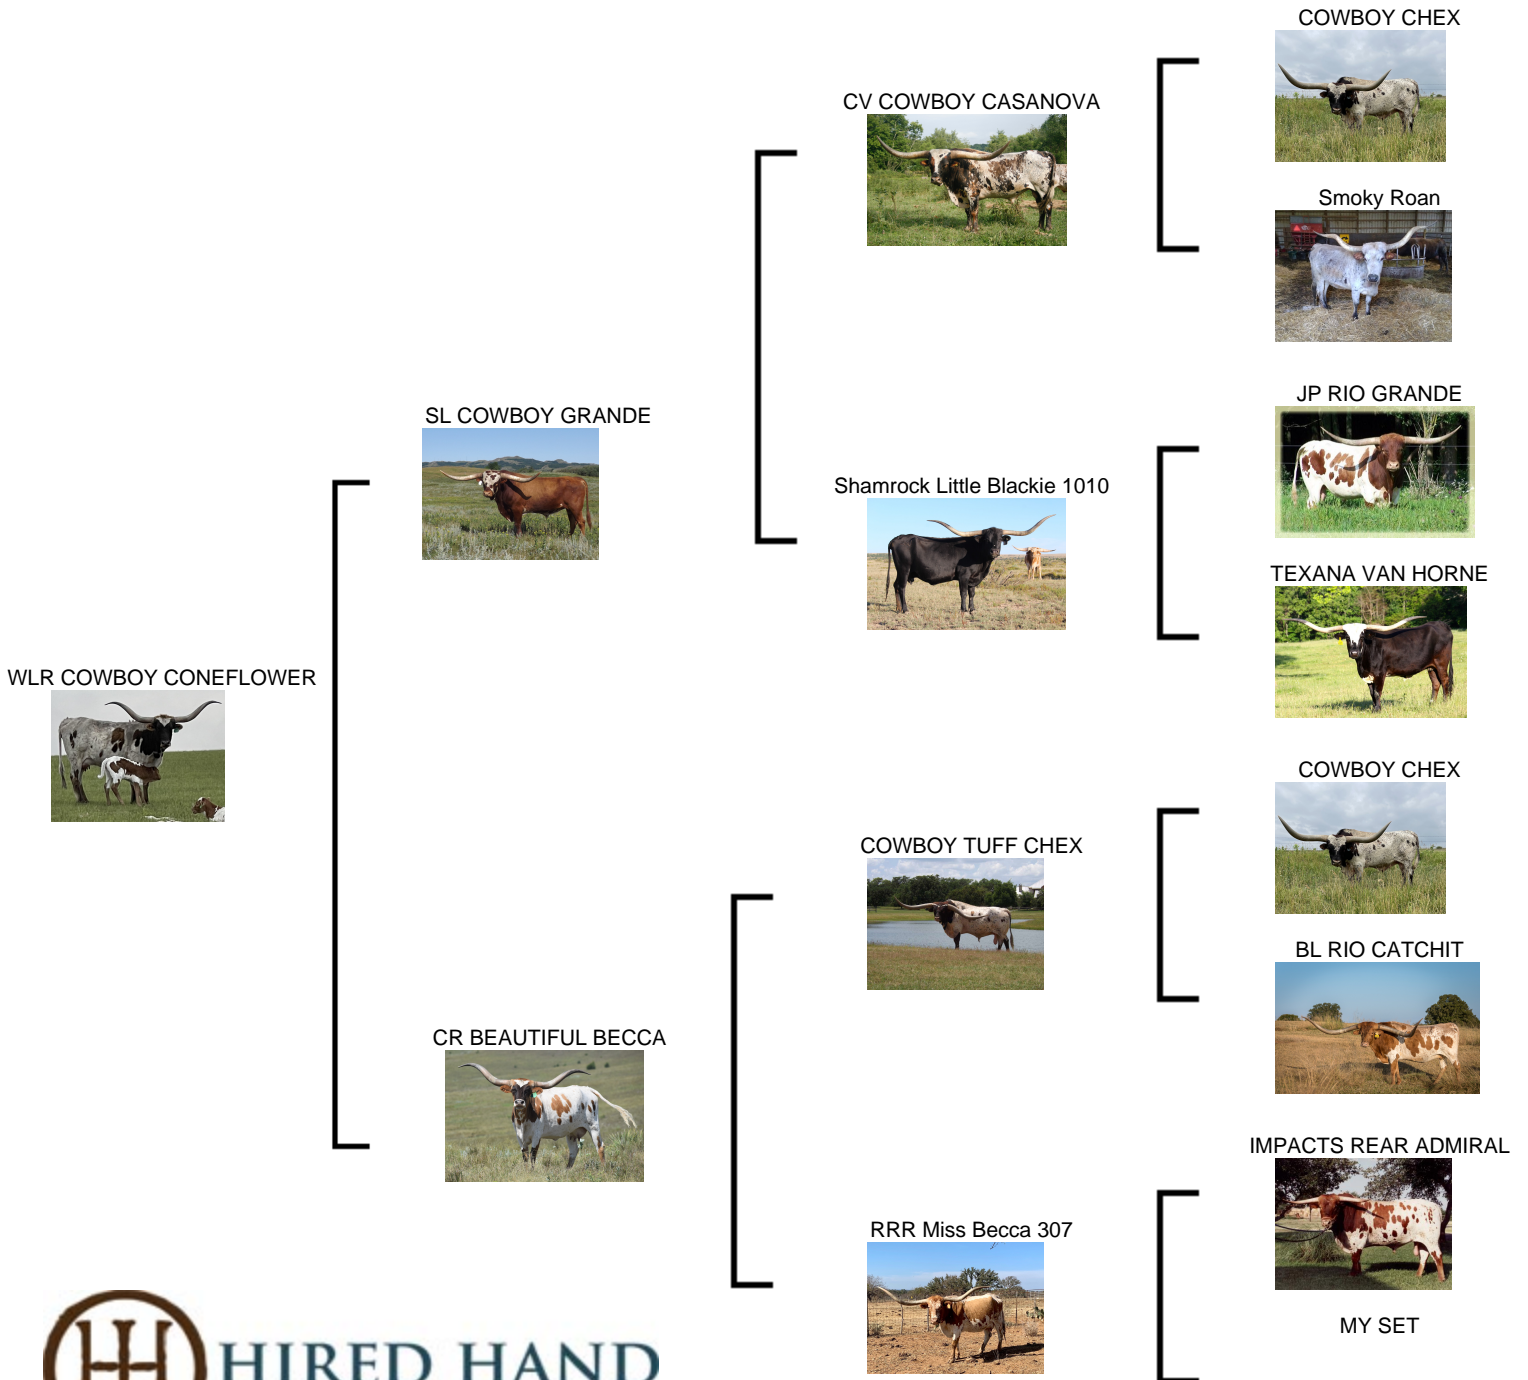 COWBOY CHEX
CV COWBOY CASANOVA
Smoky Roan
SL COWBOY GRANDE
JP RIO GRANDE
Shamrock Little Blackie 1010
TEXANA VAN HORNE
WLR COWBOY CONEFLOWER
COWBOY CHEX
COWBOY TUFF CHEX
BL RIO CATCHIT
CR BEAUTIFUL BECCA
IMPACTS REAR ADMIRAL
RRR Miss Becca 307
MY SET
HIRED HAND